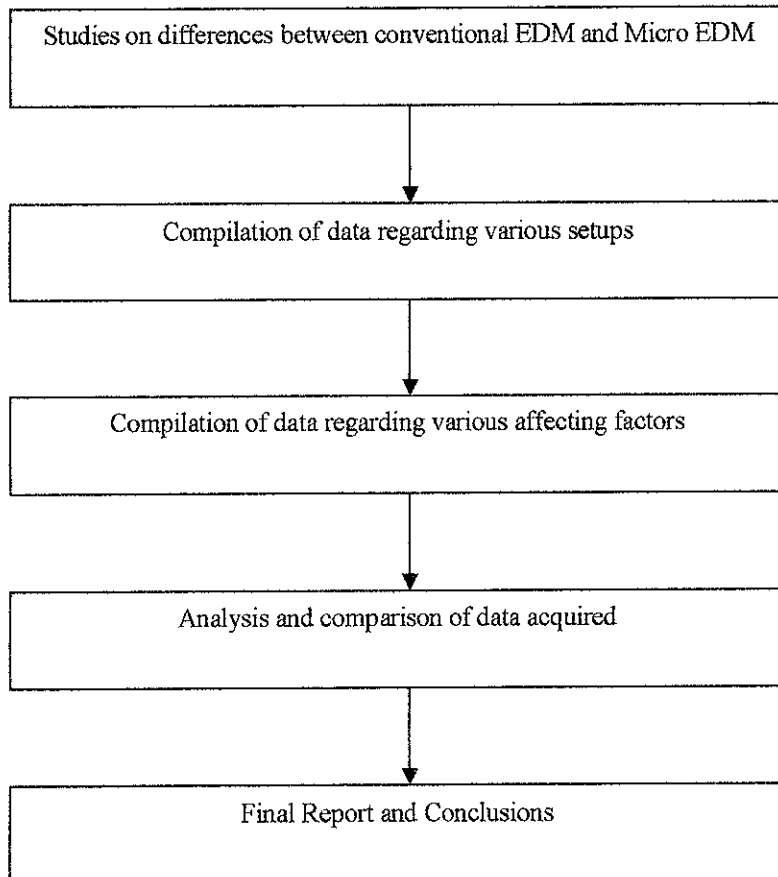 Studies on differences between conventional EDM and Micro EDM
Compilation of data regarding various setups
Compilation of data regarding various affecting factors
Analysis and comparison of data acquired
Final Report and Conclusions